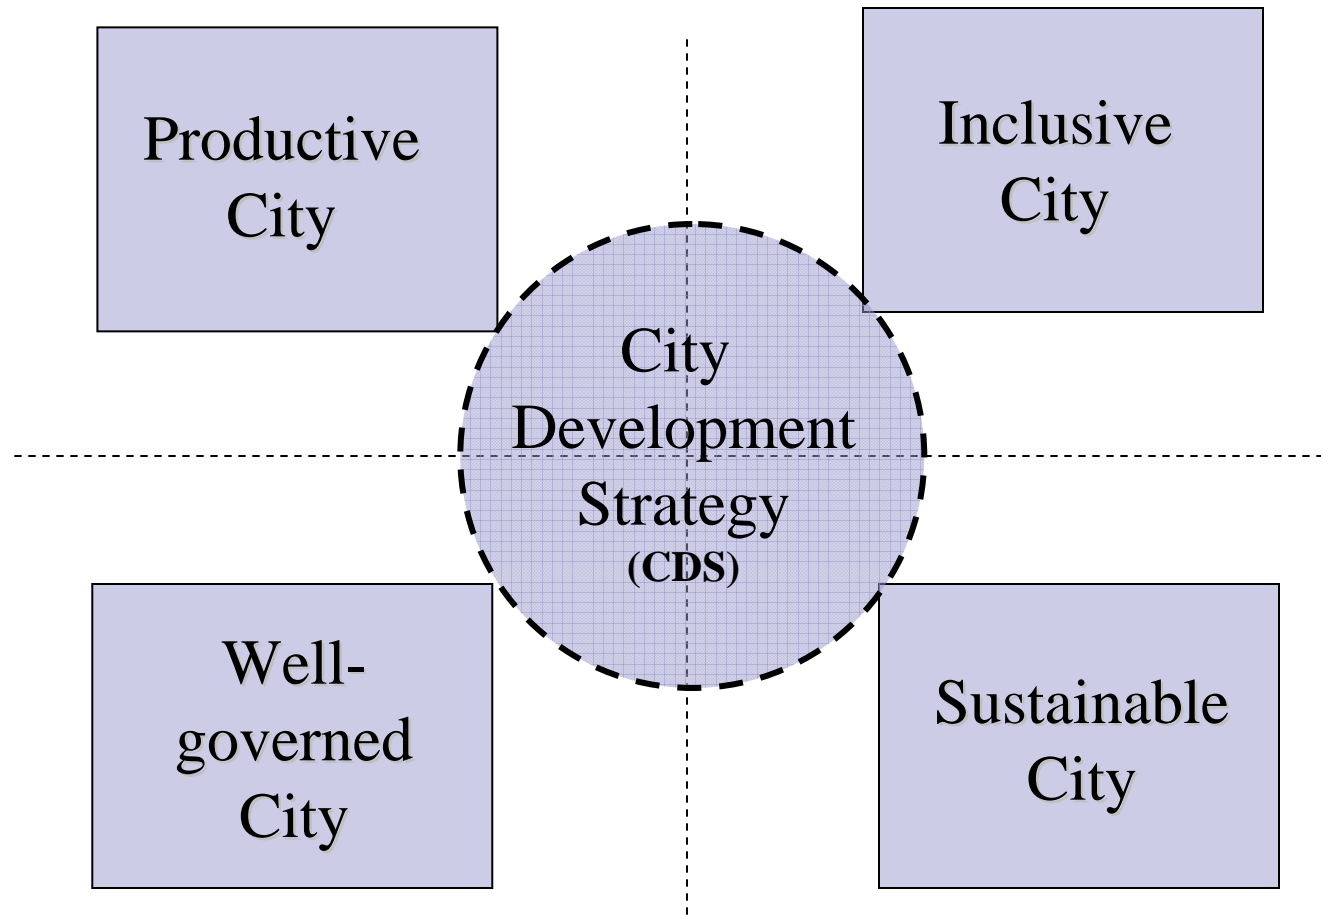 Productive
City
Inclusive
City
City
Development
Strategy
(CDS)
Well-
governed
City
Sustainable
City